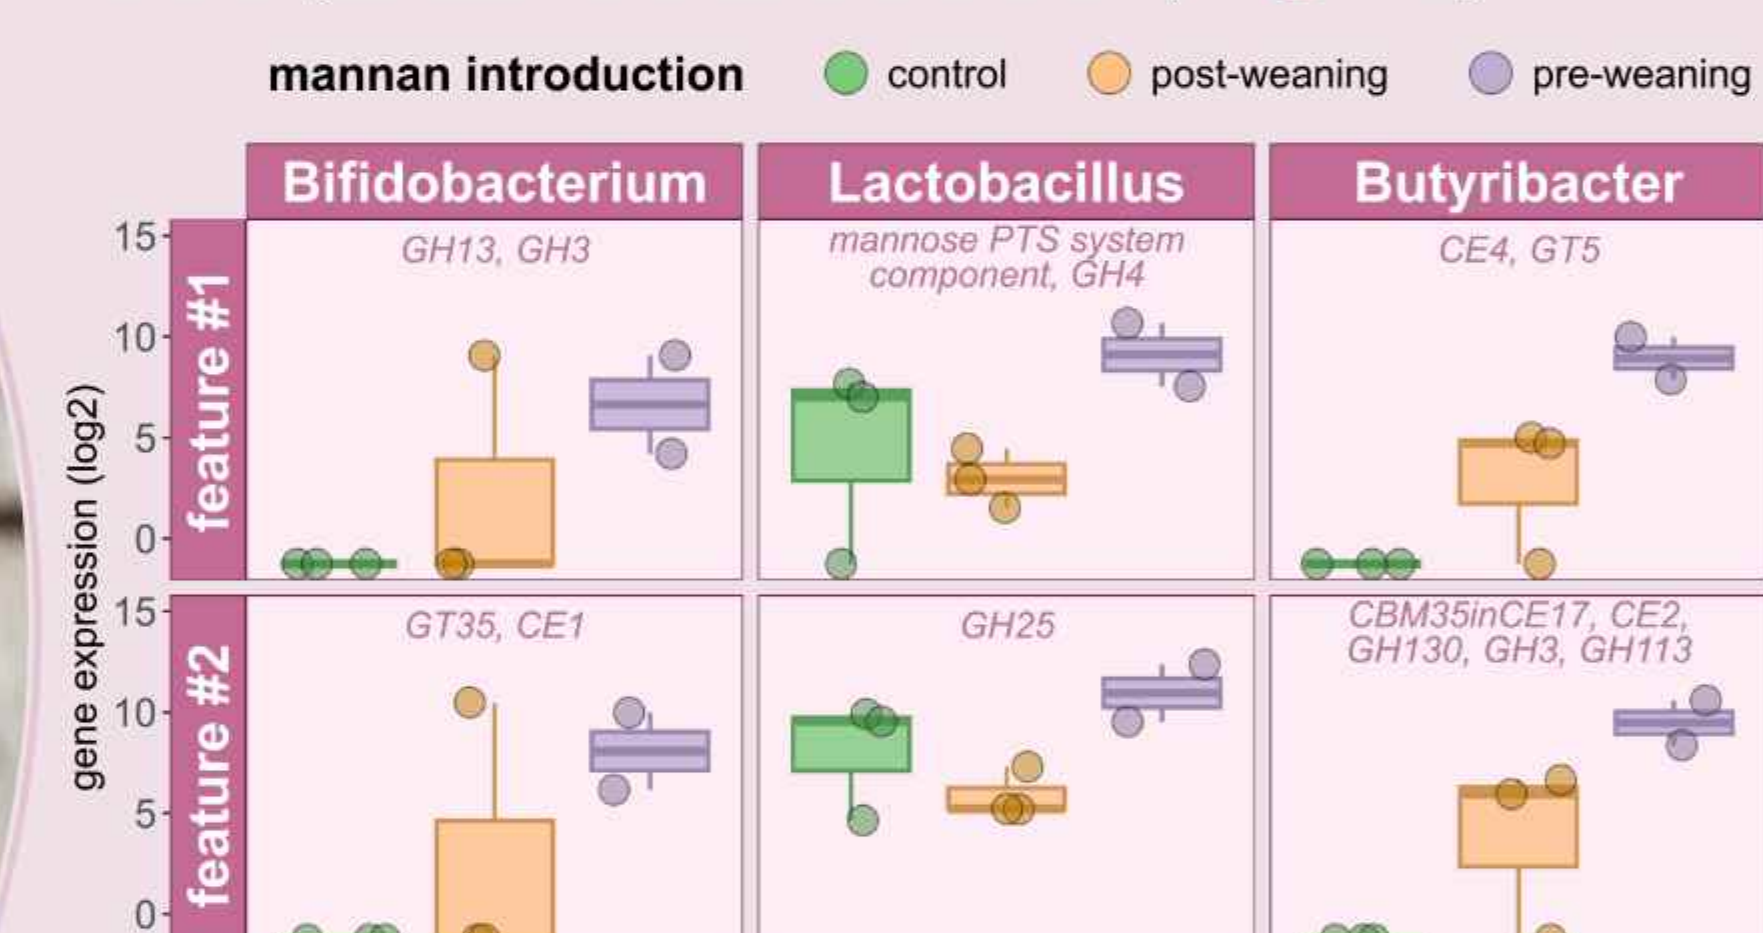 mannan introduction control post-weaning pre-weaning
Bifidobacterium Lactobacillus Butyribacter
gene expression (log2)
feature #1
15
10
5
0
GH13, GH3
mannose PTS system
component, GH4
CE4, GT5
feature #2
15
10
5
0
GT35, CE1
GH25
CBM35inCE17, CE2,
GH130, GH3, GH113